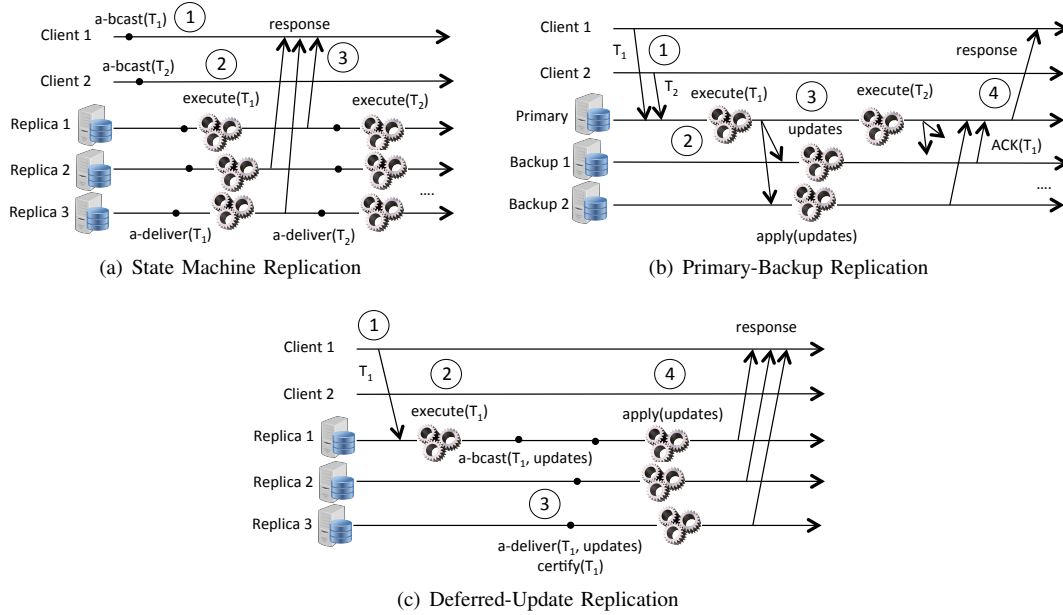 a-bcast(T1) 1 response
Client 1
3
a-bcast(T2) 2
Client 2
execute(T1) execute(T2)
Replica 1
Replica 2
....
Replica 3
a-deliver(T1) a-deliver(T2)
(a) State Machine Replication
Client 1
T1 1 response
Client 2
T2 execute(T1) 3 execute(T2) 4
Primary
2 updates ACK(T1)
Backup 1
....
Backup 2
apply(updates)
(b) Primary-Backup Replication
1 response
Client 1
T1 2 4
Client 2
execute(T1) apply(updates)
Replica 1
a-bcast(T1, updates)
Replica 2
3
Replica 3
a-deliver(T1, updates)
certify(T1)
(c) Deferred-Update Replication